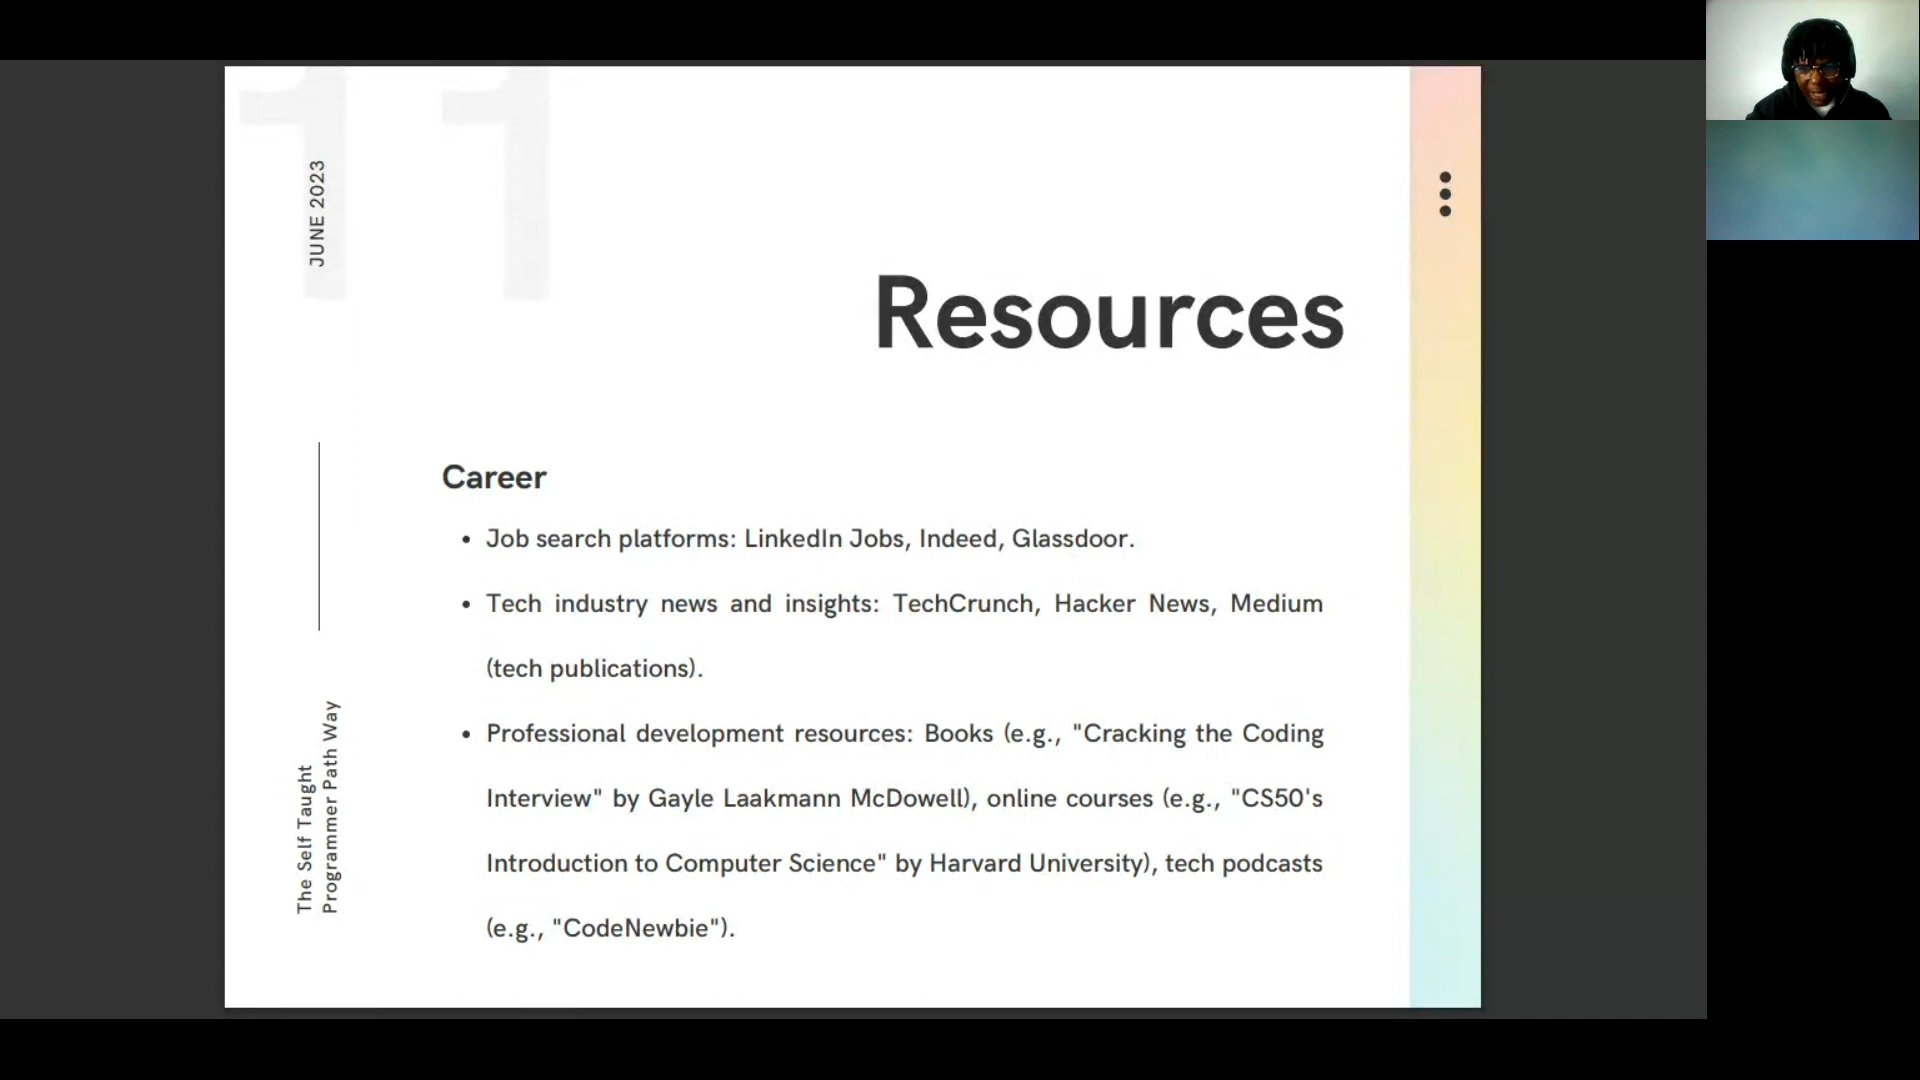 11
JUNE 2023
Resources
Career
• Job search platforms: LinkedIn Jobs, Indeed, Glassdoor.
• Tech industry news and insights: TechCrunch, Hacker News, Medium
(tech publications).
• Professional development resources: Books (e.g., "Cracking the Coding
Interview" by Gayle Laakmann McDowell), online courses (e.g., "CS50's
Introduction to Computer Science" by Harvard University), tech podcasts
(e.g., "CodeNewbie").
The Self Taught
Programmer Path Way